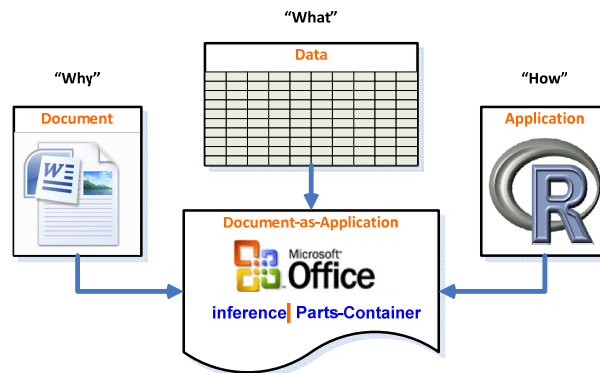 “What”
Data
“Why”
Document
W
“How”
Application
R
Document-as-Application
Microsoft
Office
inference| Parts-Container